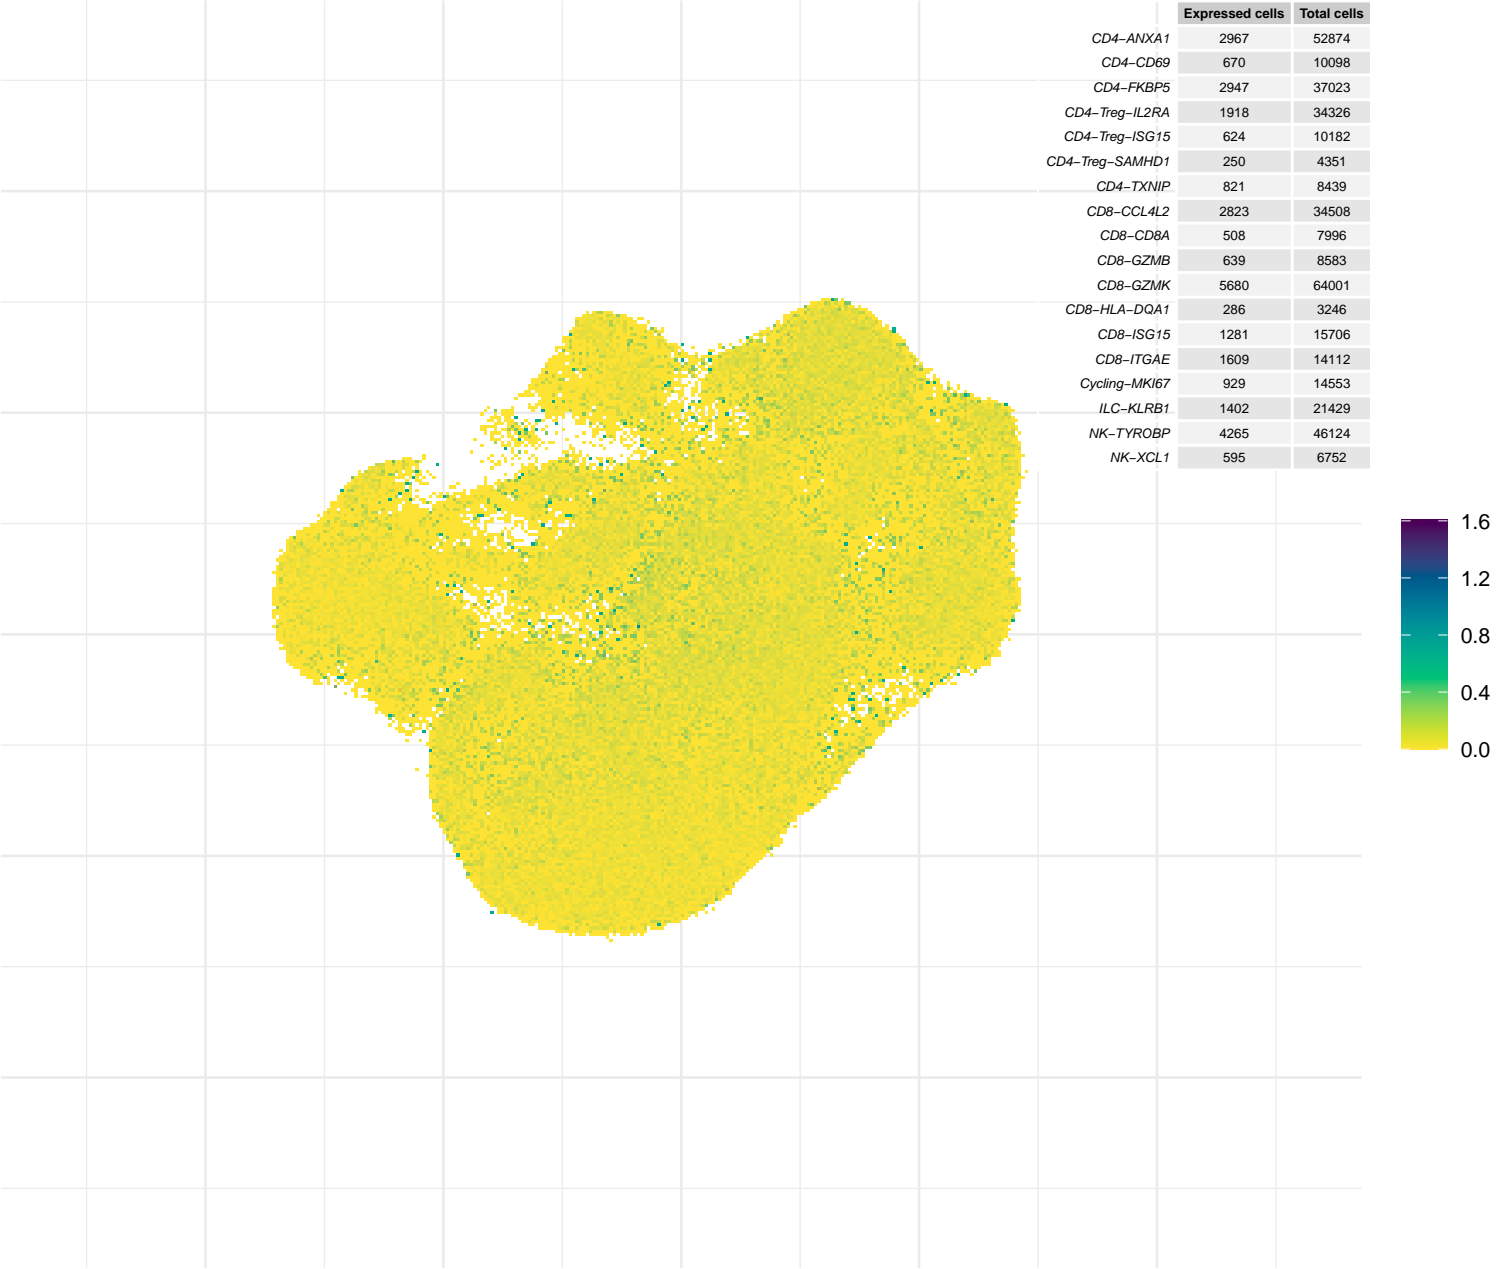 Expressed cells Total cells
CD4−ANXA1 2967 52874
CD4−CD69 670 10098
CD4−FKBP5 2947 37023
CD4−Treg−IL2RA 1918 34326
CD4−Treg−ISG15 624 10182
CD4−Treg−SAMHD1 250 4351
CD4−TXNIP 821 8439
CD8−CCL4L2 2823 34508
CD8−CD8A 508 7996
CD8−GZMB 639 8583
CD8−GZMK 5680 64001
CD8−HLA−DQA1 286 3246
CD8−ISG15 1281 15706
CD8−ITGAE 1609 14112
Cycling−MKI67 929 14553
ILC−KLRB1 1402 21429
NK−TYROBP 4265 46124
NK−XCL1 595 6752
1.6
1.2
0.8
0.4
0.0